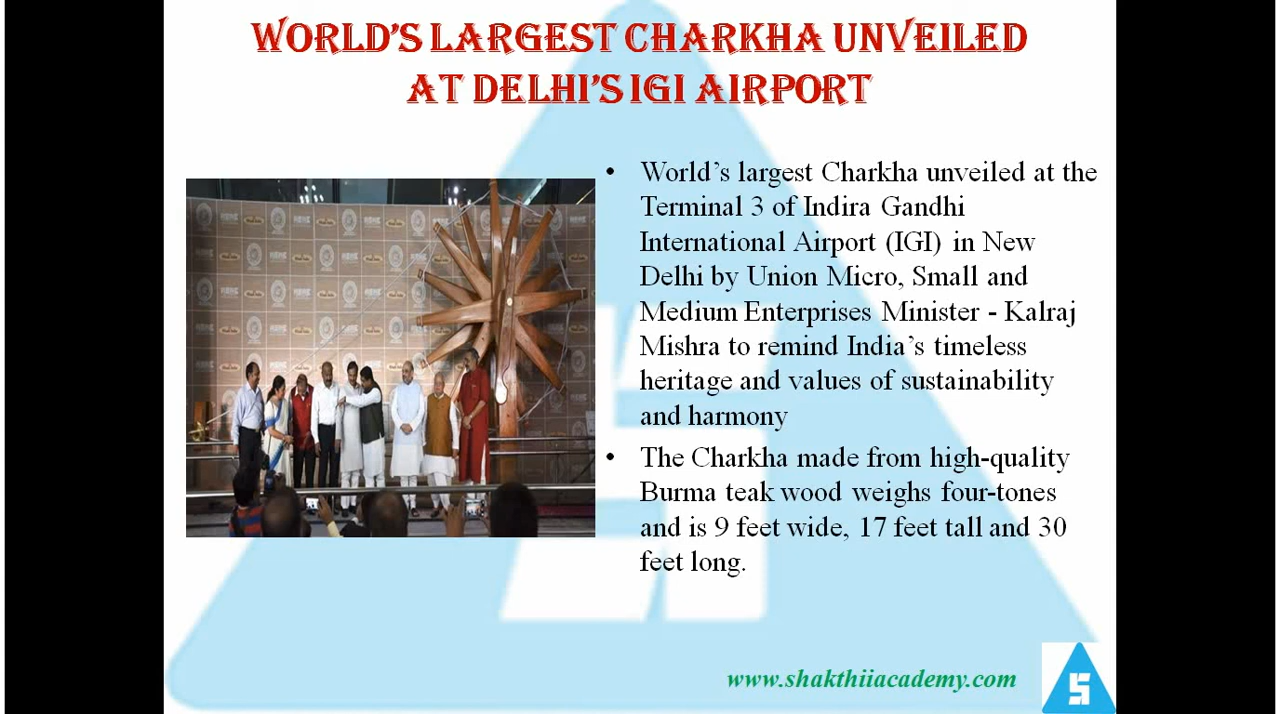 WORLD'S LARGEST CHARKHA UNVEILED
AT DELHI'S IGI AIRPORT
• World's largest Charkha unveiled at the
Terminal 3 of Indira Gandhi
International Airport (IGI) in New
Delhi by Union Micro, Small and
Medium Enterprises Minister - Kalraj
Mishra to remind India's timeless
heritage and values of sustainability
and harmony
• The Charkha made from high-quality
Burma teak wood weighs four-tones
and is 9 feet wide, 17 feet tall and 30
feet long.
www.shakthiiacademy.com
S